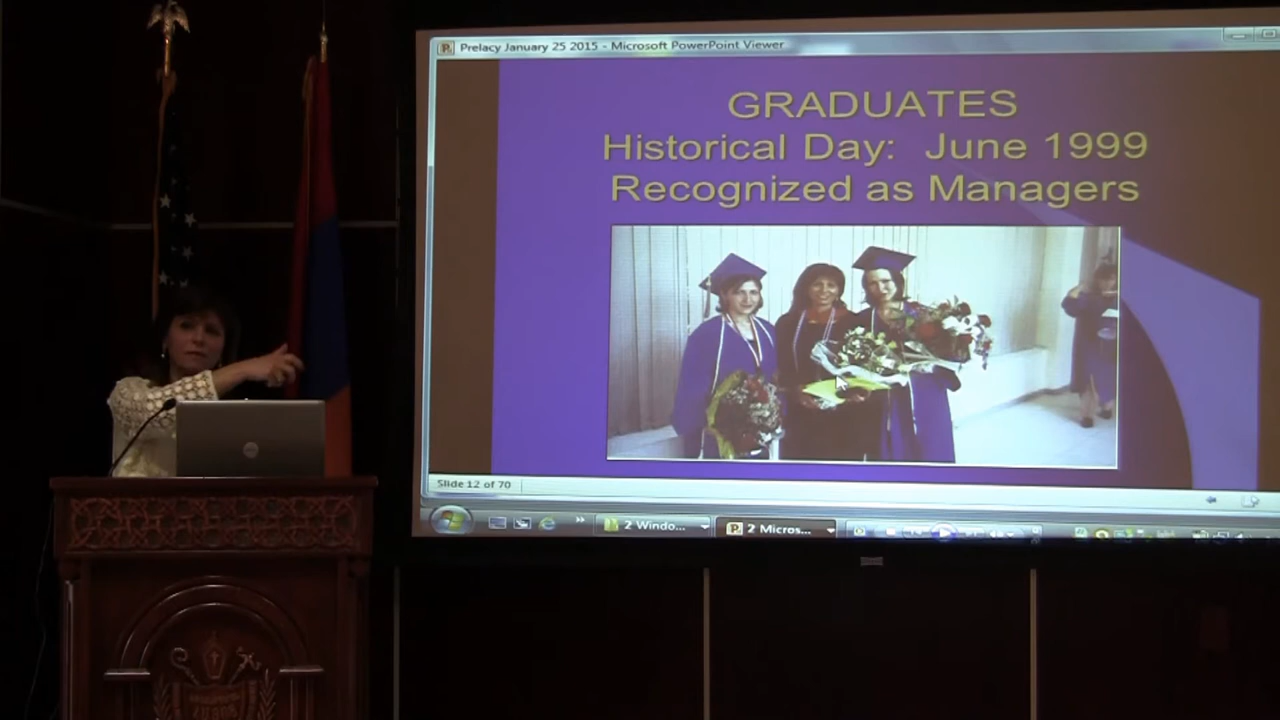 Prelacy January 25 2015 - Microsoft PowerPoint Viewer
GRADUATES
Historical Day: June 1999
Recognized as Managers
Slide 12 of 70
2 Windo...
2 Micros...